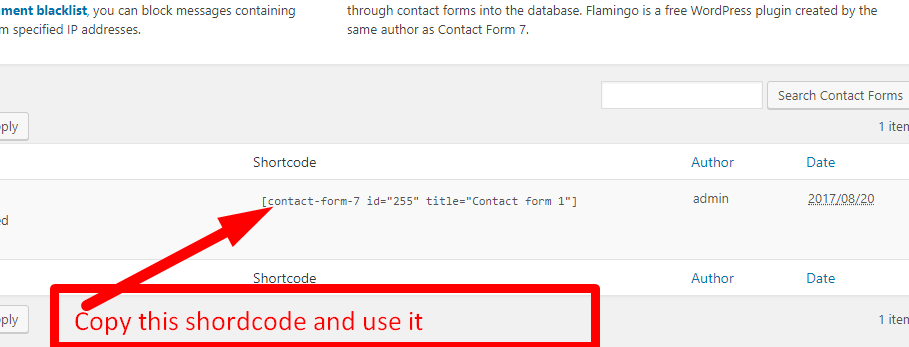 ment blacklist, you can block messages containing
m specified IP addresses.
through contact forms into the database. Flamingo is a free WordPress plugin created by the
same author as Contact Form 7.
Search Contact Forms
pply
1 item
Shortcode Author Date
[contact-form-7 id="255" title="Contact form 1"] admin 2017/08/20
ed
Shortcode Author Date
Copy this shordcode and use it
pply
1 item